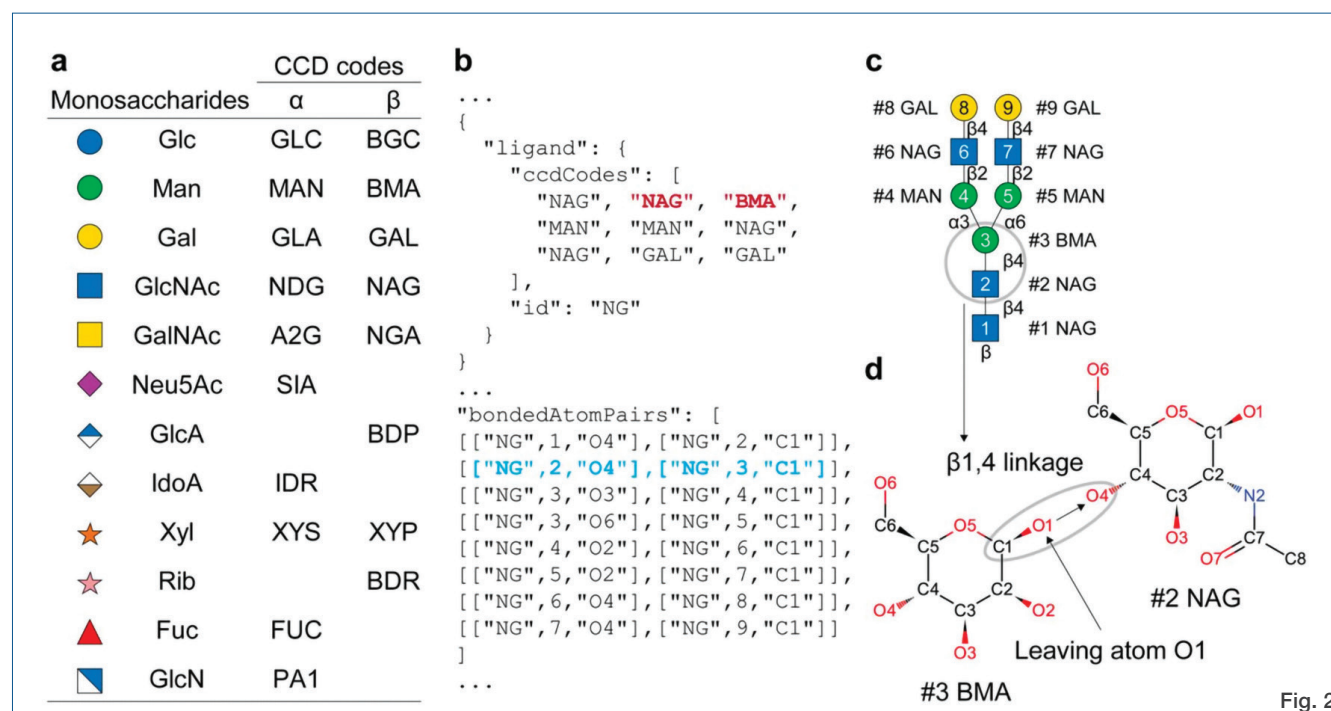 a
CCD codes
Monosaccharides α β
Glc GLC BGC
Man MAN BMA
Gal GLA GAL
GlcNAc NDG NAG
GalNAc A2G NGA
Neu5Ac SIA
GlcA BDP
IdoA IDR
Xyl XYS XYP
Rib BDR
Fuc FUC
GlcN PA1
b
...
{
"ligand": {
"ccdCodes": [
"NAG", "NAG", "BMA",
"MAN", "MAN", "NAG",
"NAG", "GAL", "GAL"
],
"id": "NG"
}
}
...
"bondedAtomPairs": [
[["NG",1,"O4"],["NG",2,"C1"]],
[["NG",2,"O4"],["NG",3,"C1"]],
[["NG",3,"O3"],["NG",4,"C1"]],
[["NG",3,"O6"],["NG",5,"C1"]],
[["NG",4,"O2"],["NG",6,"C1"]],
[["NG",5,"O2"],["NG",7,"C1"]],
[["NG",6,"O4"],["NG",8,"C1"]],
[["NG",7,"O4"],["NG",9,"C1"]]
]
...
c
#8 GAL 8 9 #9 GAL
β4 β4
#6 NAG 6 7 #7 NAG
β2 β2
#4 MAN 4 5 #5 MAN
α3 α6
3 #3 BMA
β4
2 #2 NAG
β4
1 #1 NAG
β
d
β1,4 linkage
O6
C6
O5
O1
C5
C1
O4
C4
C2
N2
C3
O3
C7
O7
C8
#2 NAG
O6
C6
O5
O1
C5
C1
C4
C2
O4
C3
O2
O3
Leaving atom O1
#3 BMA
Fig. 2